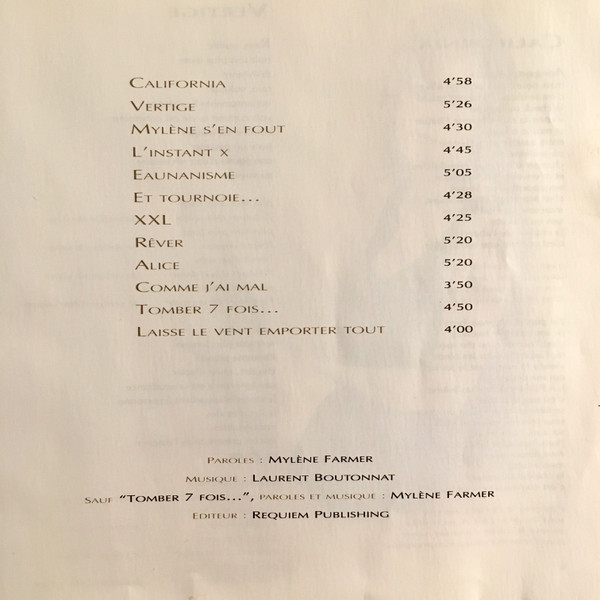 California 4'58
Vertige 5'26
Mylène s'en fout 4'30
L'instant x 4'45
Eaunanisme 5'05
Et tournoie... 4'28
XXL 4'25
Rêver 5'20
Alice 5'20
Comme j'ai mal 3'50
Tomber 7 fois... 4'50
Laisse le vent emporter tout 4'00
Paroles : Mylène Farmer
Musique : Laurent Boutonnat
Sauf "Tomber 7 fois...", paroles et musique : Mylène Farmer
Editeur : Requiem Publishing